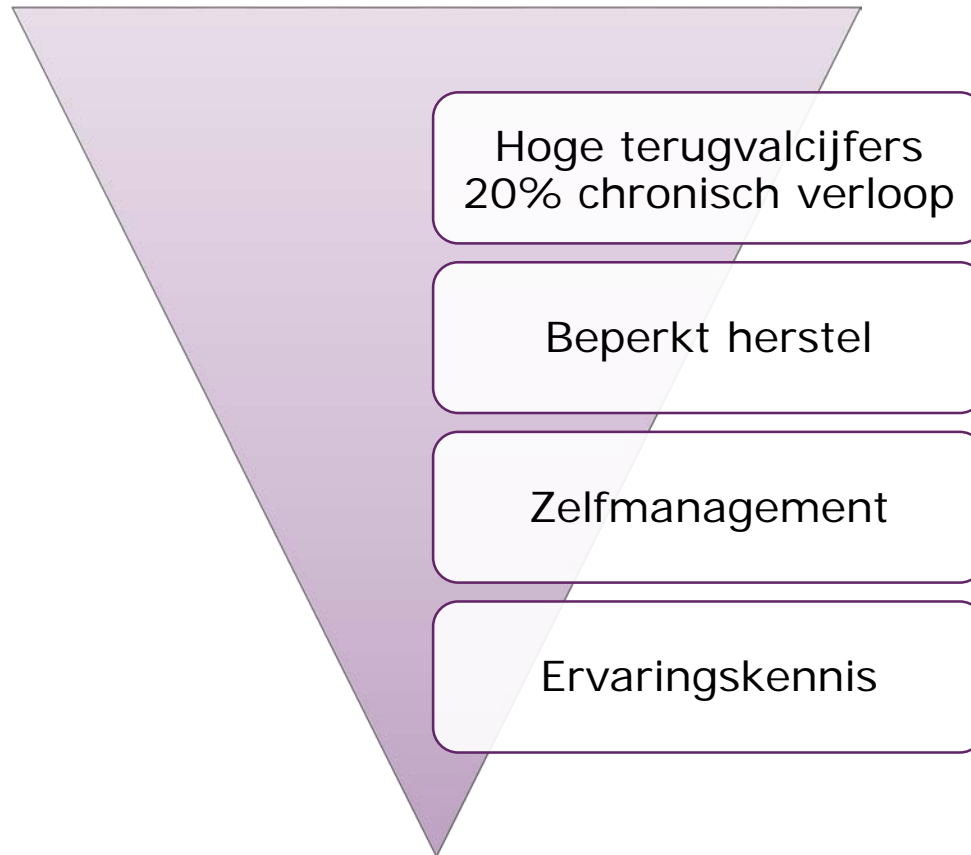 Hoge terugvalcijfers
20% chronisch verloop
Beperkt herstel
Zelfmanagement
Ervaringskennis